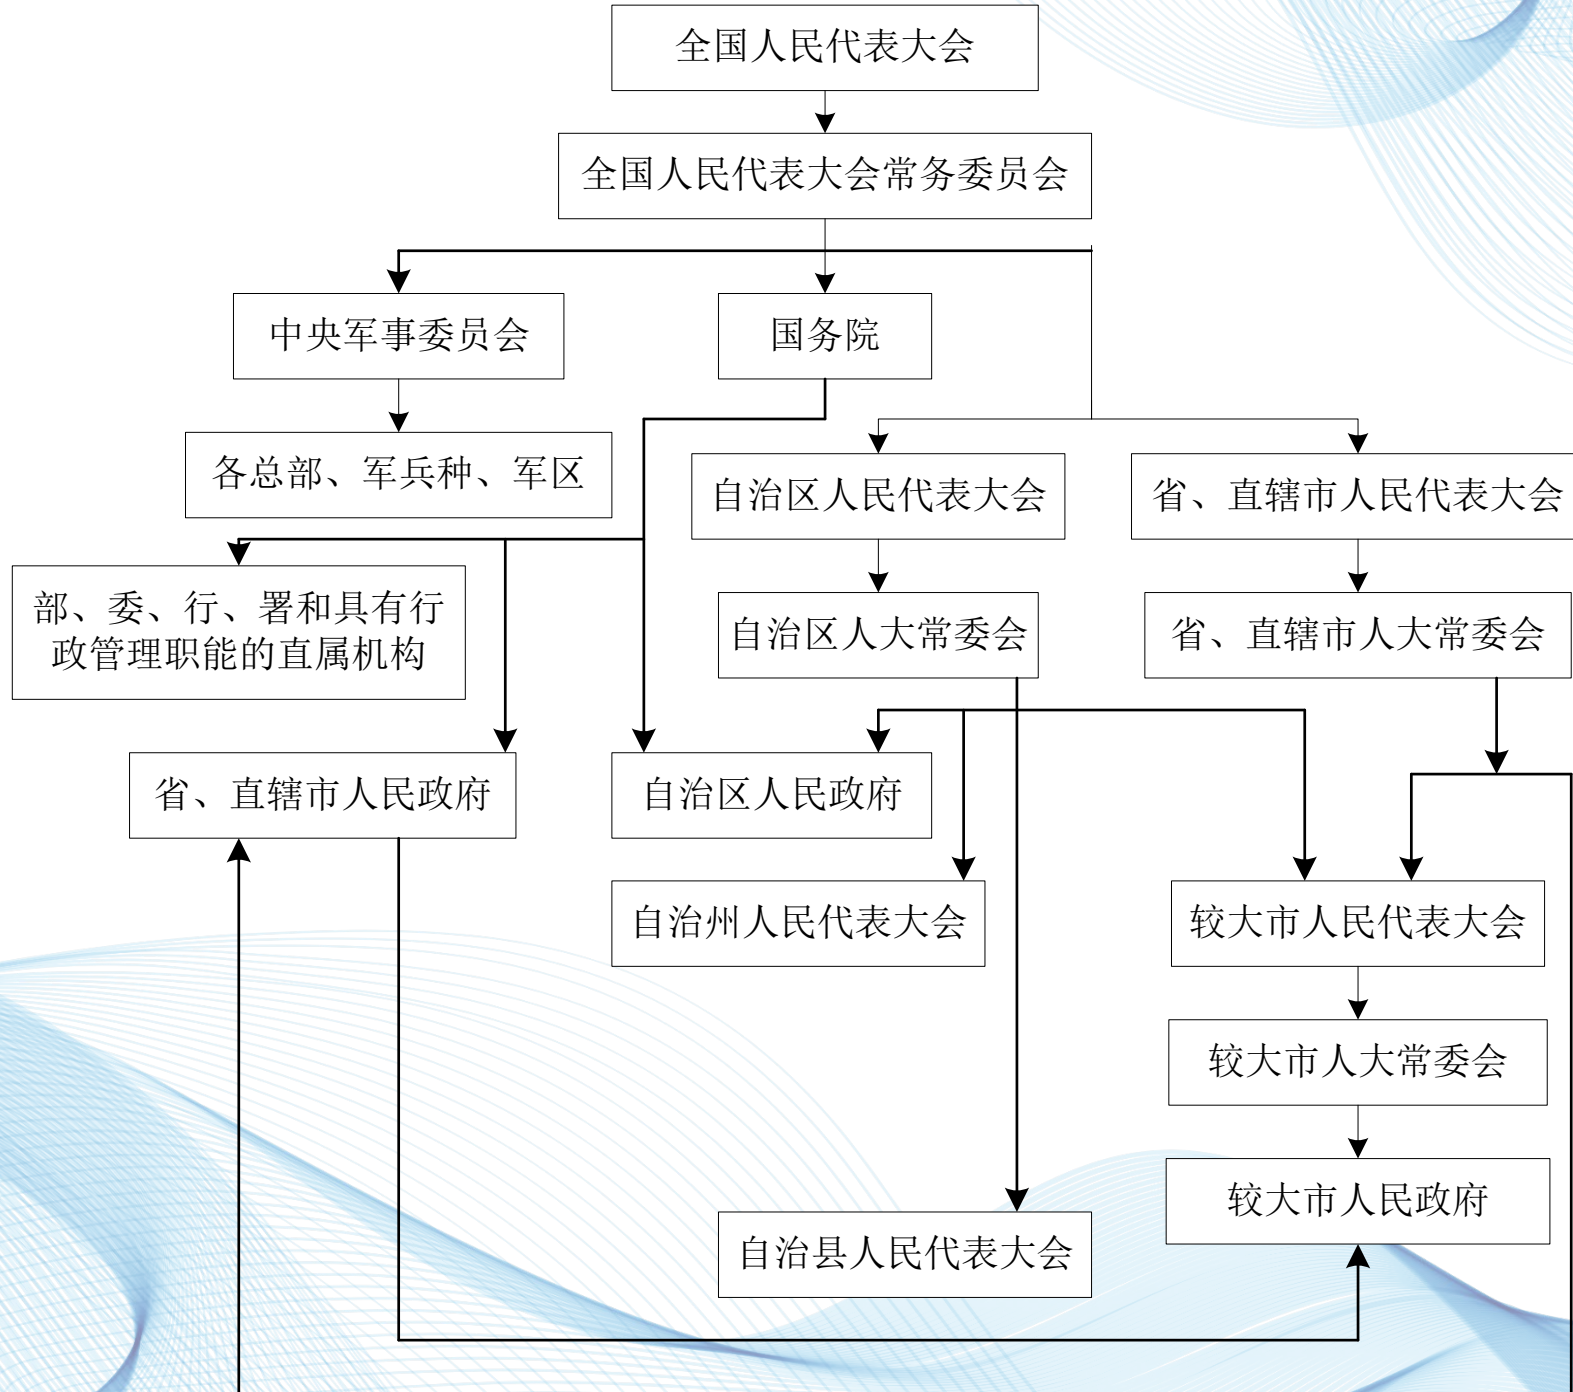 全国人民代表大会
全国人民代表大会常务委员会
中央军事委员会
国务院
各总部、军兵种、军区
自治区人民代表大会
省、直辖市人民代表大会
部、委、行、署和具有行
政管理职能的直属机构
自治区人大常委会
省、直辖市人大常委会
省、直辖市人民政府
自治区人民政府
自治州人民代表大会
较大市人民代表大会
较大市人大常委会
较大市人民政府
自治县人民代表大会